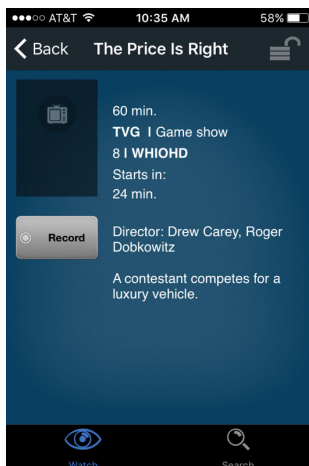 AT&T 10:35 AM 58%
Back The Price Is Right
60 min.
TVG | Game show
8 | WHIOHD
Starts in:
24 min.
Record
Director: Drew Carey, Roger
Dobkowitz
A contestant competes for a
luxury vehicle.
Watch Search